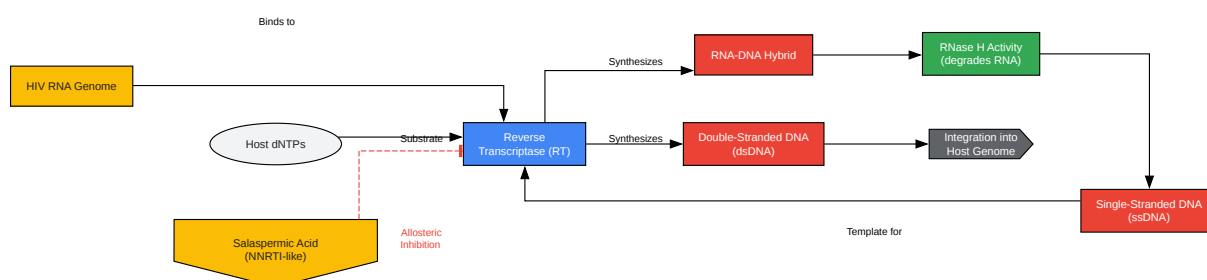 Binds to
HIV RNA Genome
Host dNTPs
Substrate
Reverse
Transcriptase (RT)
Synthesizes
RNA-DNA Hybrid
RNase H Activity
(degrades RNA)
Synthesizes
Double-Stranded DNA
(dsDNA)
Integration into
Host Genome
Single-Stranded DNA
(ssDNA)
Template for
Salaspermic Acid
(NNRTI-like)
Allosteric
Inhibition